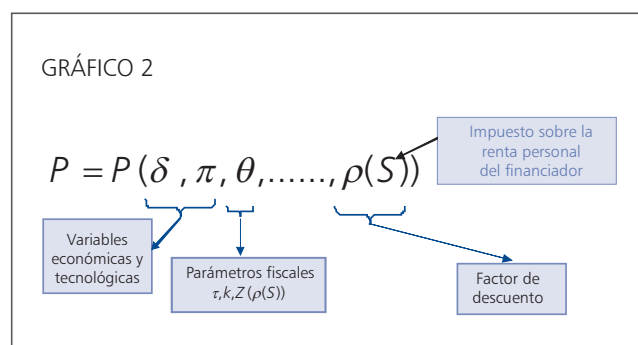 GRÁFICO 2
Impuesto sobre la
renta personal
del financiador
P = P (δ , π, θ,......, ρ(S))
Variables
económicas y
tecnológicas
Parámetros fiscales
τ,k,Z (ρ(S))
Factor de
descuento